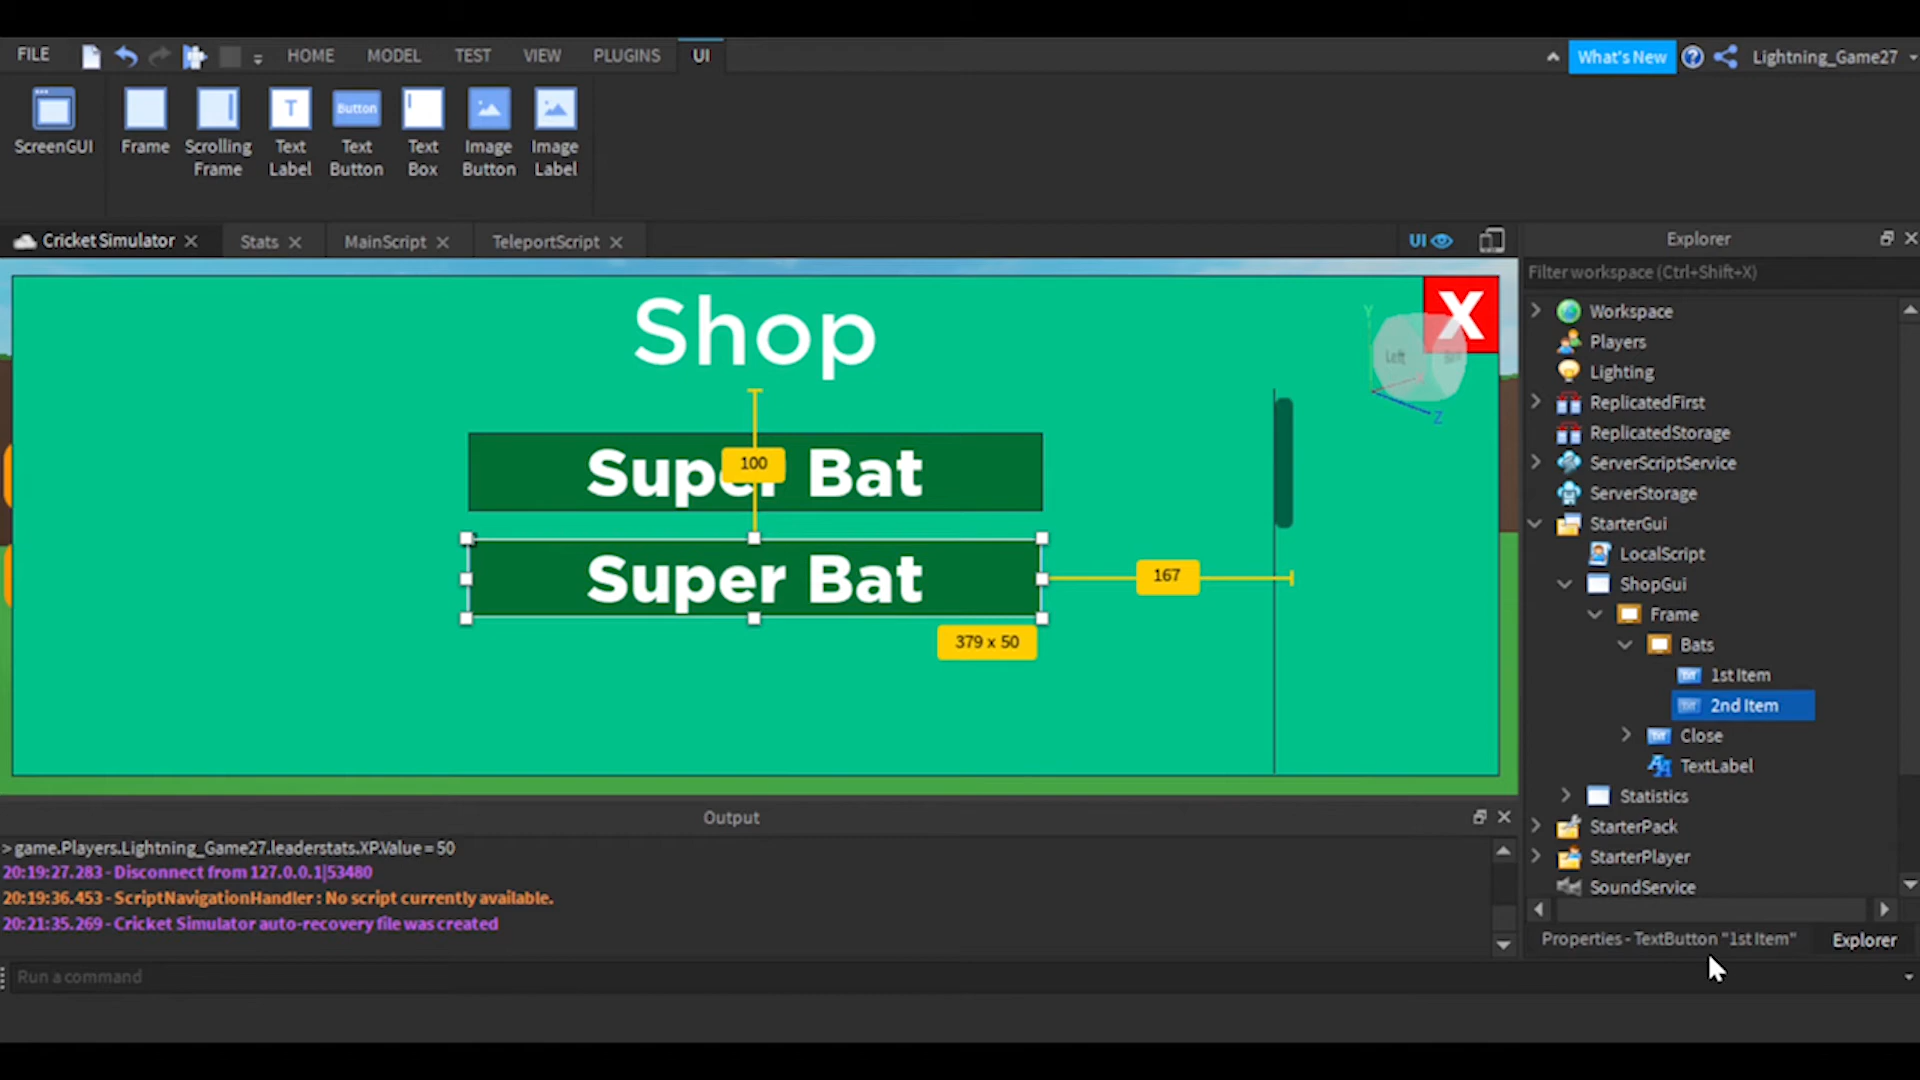 FILE HOME MODEL TEST VIEW PLUGINS UI What's New Lightning_Game27
ScreenGUI Frame Scrolling Frame Text Label Button Text Button Text Box Image Button Image Label
Cricket Simulator Stats MainScript TeleportScript UI
Shop
X
Y
Left
Z
Super Bat
100
Super Bat
167
379 x 50
Explorer
Filter workspace (Ctrl+Shift+X)
Workspace
Players
Lighting
ReplicatedFirst
ReplicatedStorage
ServerScriptService
ServerStorage
StarterGui
LocalScript
ShopGui
Frame
Bats
1st Item
2nd Item
Close
TextLabel
Statistics
StarterPack
StarterPlayer
SoundService
Properties - TextButton "1st Item" Explorer
Output
> game.Players.Lightning_Game27.leaderstats.XP.Value = 50
20:19:27.283 - Disconnect from 127.0.0.1|53480
20:19:36.453 - ScriptNavigationHandler : No script currently available.
20:21:35.269 - Cricket Simulator auto-recovery file was created
Run a command